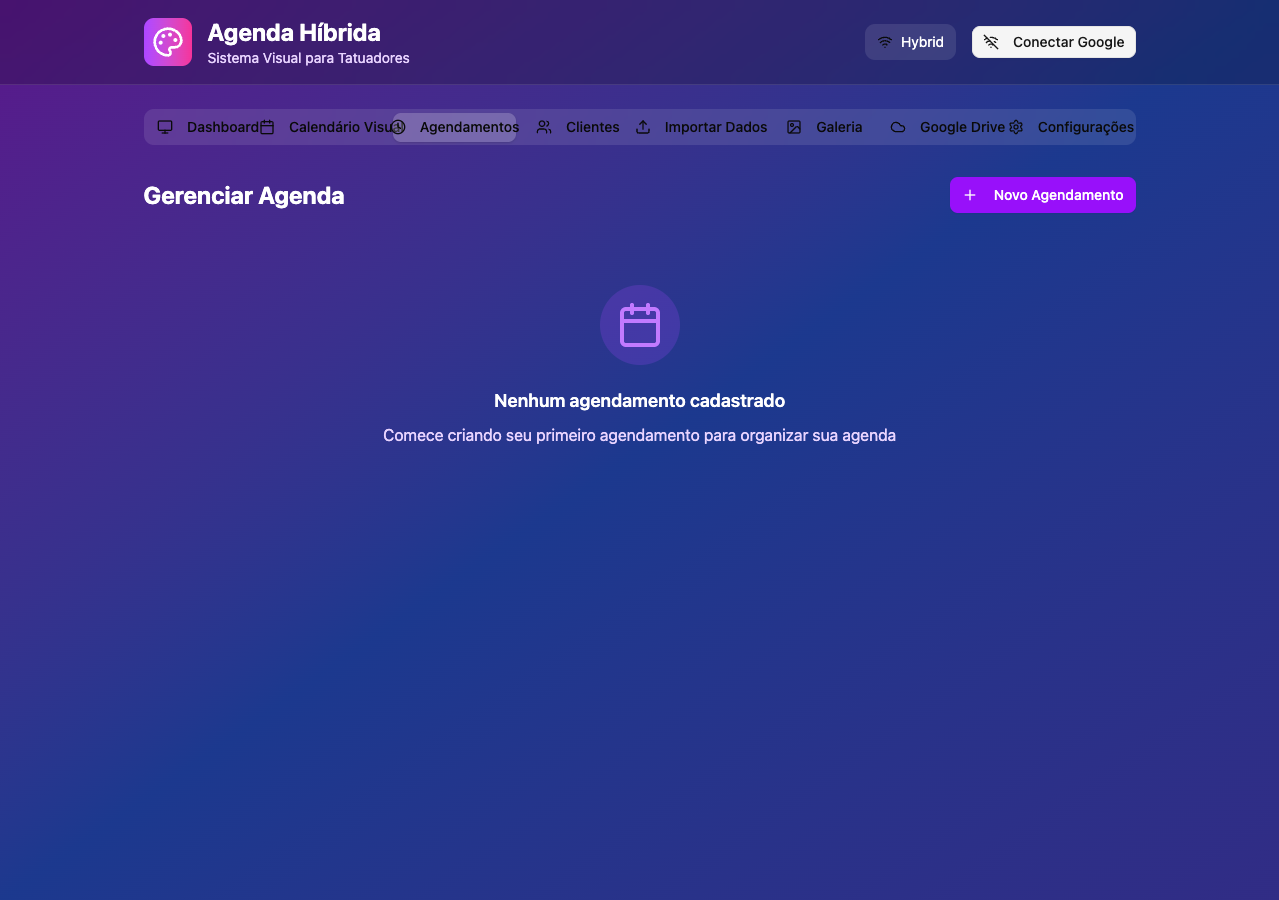 Agenda Híbrida
Sistema Visual para Tatuadores
Hybrid
Conectar Google
Dashboard
Calendário Visu
Agendamentos
Clientes
Importar Dados
Galeria
Google Drive
Configurações
Gerenciar Agenda
Novo Agendamento
Nenhum agendamento cadastrado
Comece criando seu primeiro agendamento para organizar sua agenda